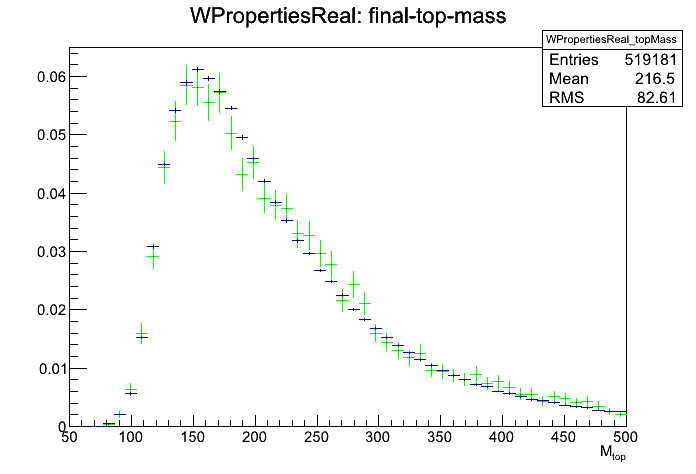 WPropertiesReal: final-top-mass
WPropertiesReal_topMass
Entries 519181
Mean 216.5
RMS 82.61
0.06
0.05
0.04
0.03
0.02
0.01
0
50 100 150 200 250 300 350 400 450 500
M_top